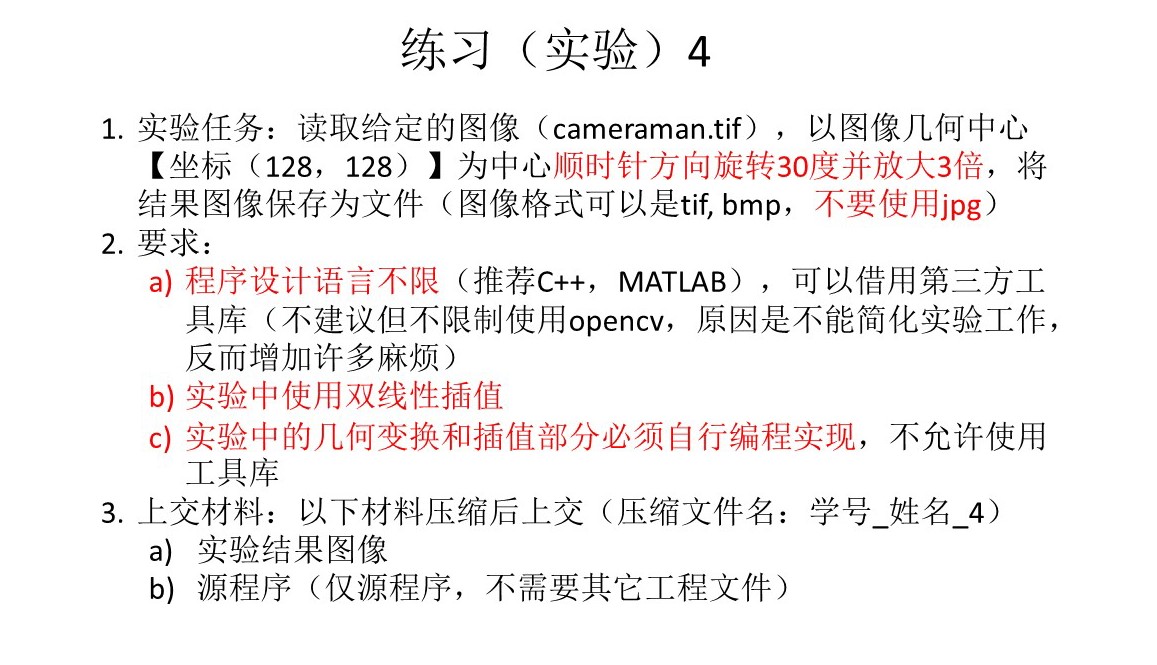 练习（实验）4
1. 实验任务：读取给定的图像（cameraman.tif），以图像几何中心
【坐标（128，128）】为中心顺时针方向旋转30度并放大3倍，将
结果图像保存为文件（图像格式可以是tif, bmp，不要使用jpg）
2. 要求：
a) 程序设计语言不限（推荐C++，MATLAB），可以借用第三方工
具库（不建议但不限制使用opencv，原因是不能简化实验工作，
反而增加许多麻烦）
b) 实验中使用双线性插值
c) 实验中的几何变换和插值部分必须自行编程实现，不允许使用
工具库
3. 上交材料：以下材料压缩后上交（压缩文件名：学号_姓名_4）
a) 实验结果图像
b) 源程序（仅源程序，不需要其它工程文件）